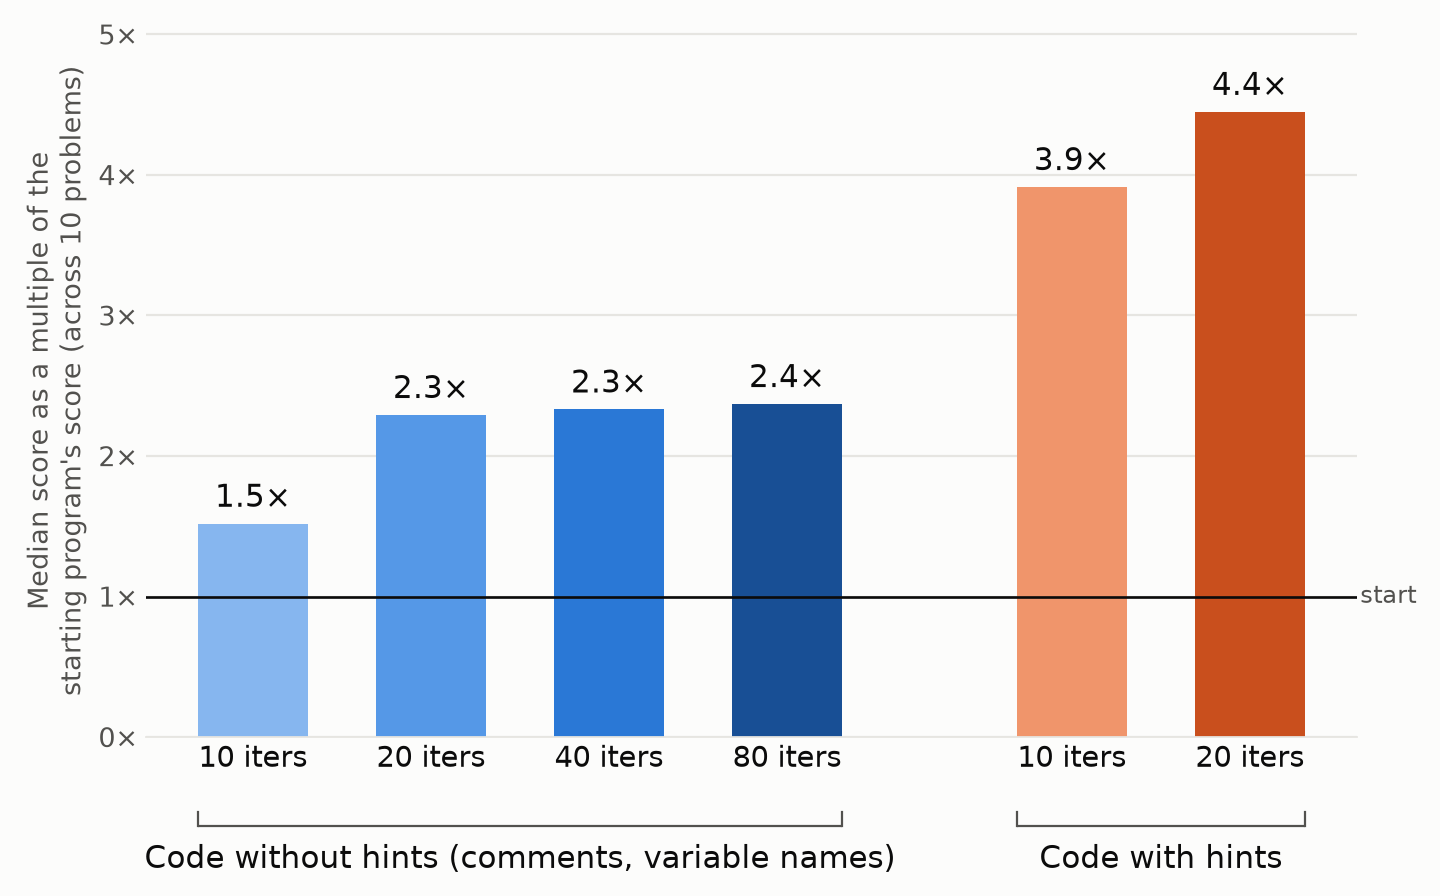 Median score as a multiple of the
starting program's score (across 10 problems)
5×
4×
3×
2×
1×
0×
1.5×
2.3×
2.3×
2.4×
3.9×
4.4×
start
10 iters
20 iters
40 iters
80 iters
10 iters
20 iters
Code without hints (comments, variable names)
Code with hints